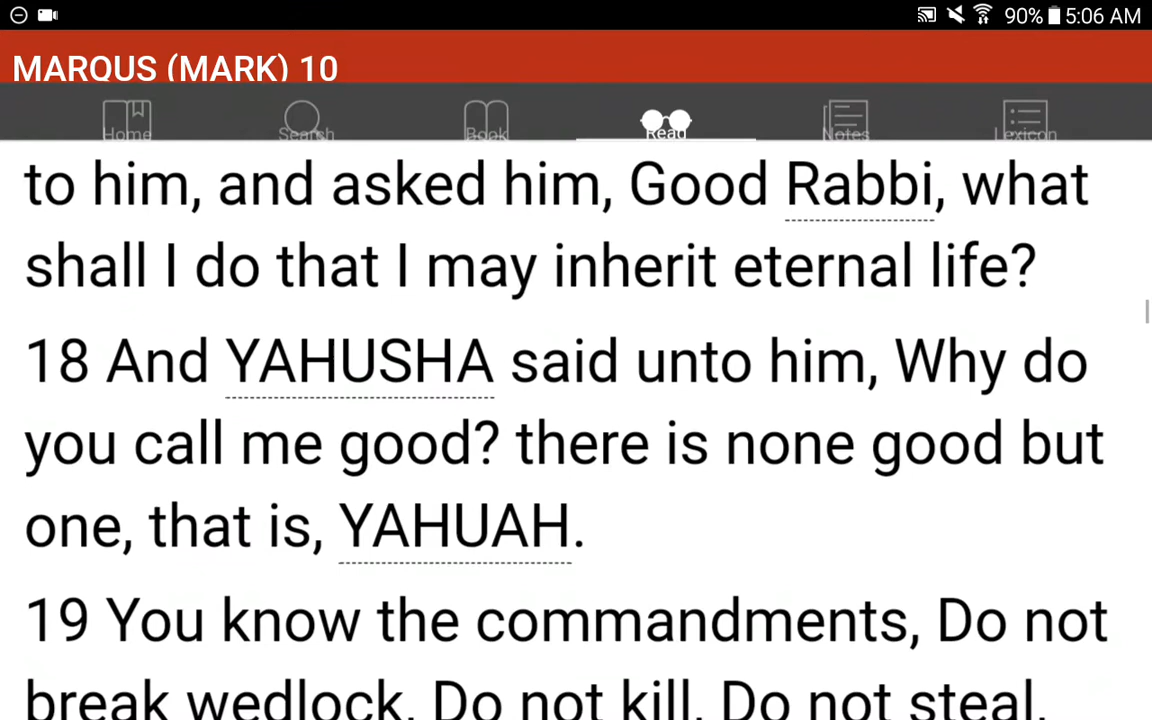 90% 5:06 AM
MARQUS (MARK) 10
Home Search Book Read Notes Lexicon
to him, and asked him, Good Rabbi, what
shall I do that I may inherit eternal life?
18 And YAHUSHA said unto him, Why do
you call me good? there is none good but
one, that is, YAHUAH.
19 You know the commandments, Do not
break wedlock, Do not kill, Do not steal,